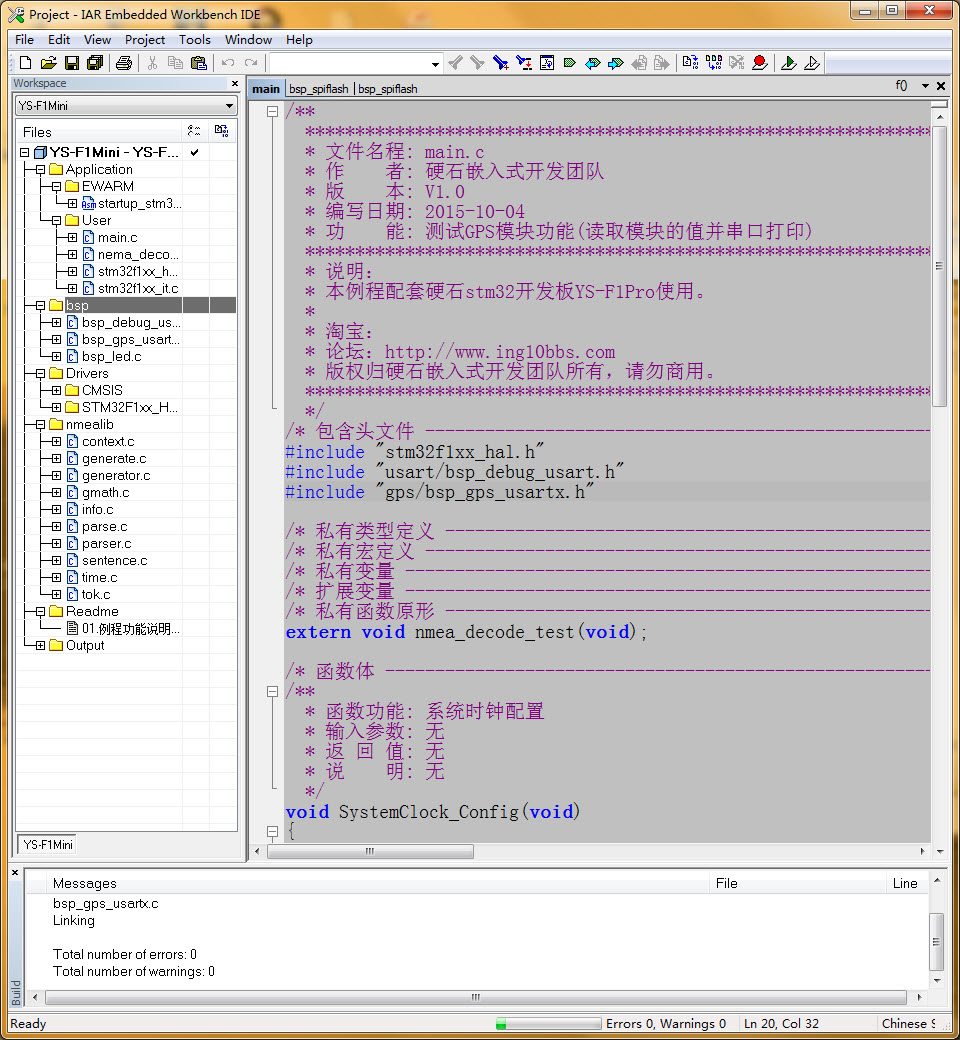 Project - IAR Embedded Workbench IDE
File Edit View Project Tools Window Help
Workspace
main bsp_spiflash bsp_spiflash f()
YS-F1Mini
Files
YS-F1Mini - YS-F...
Application
EWARM
startup_stm3...
User
main.c
nema_deco...
stm32f1xx_h...
stm32f1xx_it.c
bsp
bsp_debug_us...
bsp_gps_usart...
bsp_led.c
Drivers
CMSIS
STM32F1xx_H...
nmealib
context.c
generate.c
generator.c
gmath.c
info.c
parse.c
parser.c
sentence.c
time.c
tok.c
Readme
01.例程功能说明...
Output
YS-F1Mini
/**
******************************************************************
* 文件名程: main.c
* 作    者: 硬石嵌入式开发团队
* 版    本: V1.0
* 编写日期: 2015-10-04
* 功    能: 测试GPS模块功能(读取模块的值并串口打印)
******************************************************************
* 说明:
* 本例程配套硬石stm32开发板YS-F1Pro使用。
*
* 淘宝:
* 论坛: http://www.ing10bbs.com
* 版权归硬石嵌入式开发团队所有,请勿商用。
******************************************************************
*/
/* 包含头文件 ----------------------------------------------------
#include "stm32f1xx_hal.h"
#include "usart/bsp_debug_usart.h"
#include "gps/bsp_gps_usartx.h"
/* 私有类型定义 --------------------------------------------------
/* 私有宏定义 ----------------------------------------------------
/* 私有变量 ------------------------------------------------------
/* 扩展变量 ------------------------------------------------------
/* 私有函数原形 --------------------------------------------------
extern void nmea_decode_test(void);
/* 函数体 --------------------------------------------------------
/**
* 函数功能: 系统时钟配置
* 输入参数: 无
* 返 回 值: 无
* 说    明: 无
*/
void SystemClock_Config(void)
{
Build
Messages File Line
bsp_gps_usartx.c
Linking
Total number of errors: 0
Total number of warnings: 0
Ready Errors 0, Warnings 0 Ln 20, Col 32 Chinese